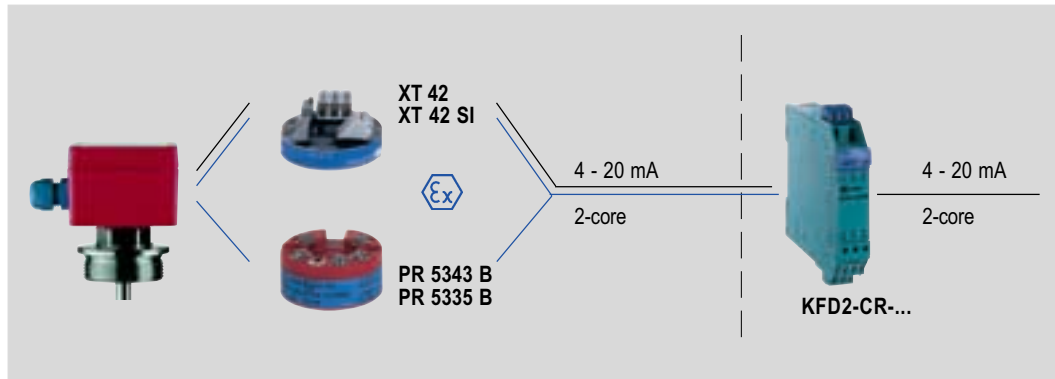 XT 42
XT 42 SI
Ex
PR 5343 B
PR 5335 B
4 - 20 mA
2-core
KFD2-CR-...
4 - 20 mA
2-core